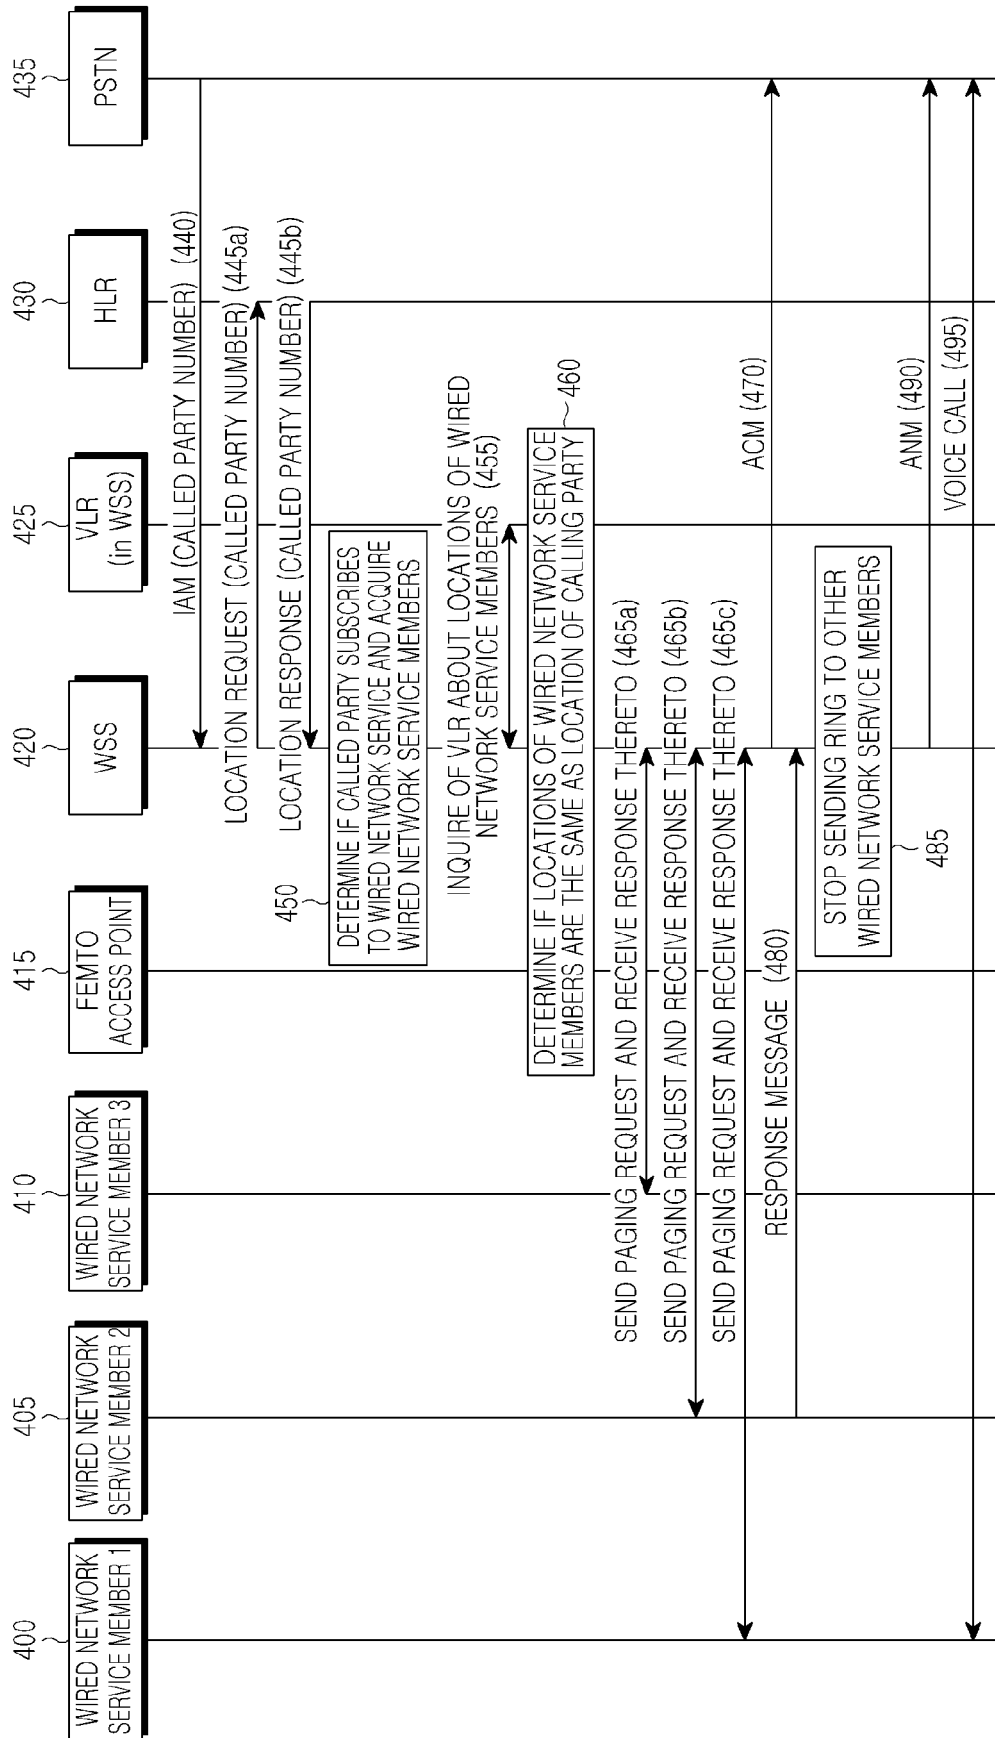 400
WIRED NETWORK
SERVICE MEMBER 1
405
WIRED NETWORK
SERVICE MEMBER 2
410
WIRED NETWORK
SERVICE MEMBER 3
415
FEMTO
ACCESS POINT
420
WSS
425
VLR
(in WSS)
430
HLR
435
PSTN
IAM (CALLED PARTY NUMBER) (440)
LOCATION REQUEST (CALLED PARTY NUMBER) (445a)
LOCATION RESPONSE (CALLED PARTY NUMBER) (445b)
450
DETERMINE IF CALLED PARTY SUBSCRIBES
TO WIRED NETWORK SERVICE AND ACQUIRE
WIRED NETWORK SERVICE MEMBERS
INQUIRE OF VLR ABOUT LOCATIONS OF WIRED
NETWORK SERVICE MEMBERS (455)
DETERMINE IF LOCATIONS OF WIRED NETWORK SERVICE
MEMBERS ARE THE SAME AS LOCATION OF CALLING PARTY
460
SEND PAGING REQUEST AND RECEIVE RESPONSE THERETO (465a)
SEND PAGING REQUEST AND RECEIVE RESPONSE THERETO (465b)
SEND PAGING REQUEST AND RECEIVE RESPONSE THERETO (465c)
ACM (470)
RESPONSE MESSAGE (480)
STOP SENDING RING TO OTHER
WIRED NETWORK SERVICE MEMBERS
485
ANM (490)
VOICE CALL (495)